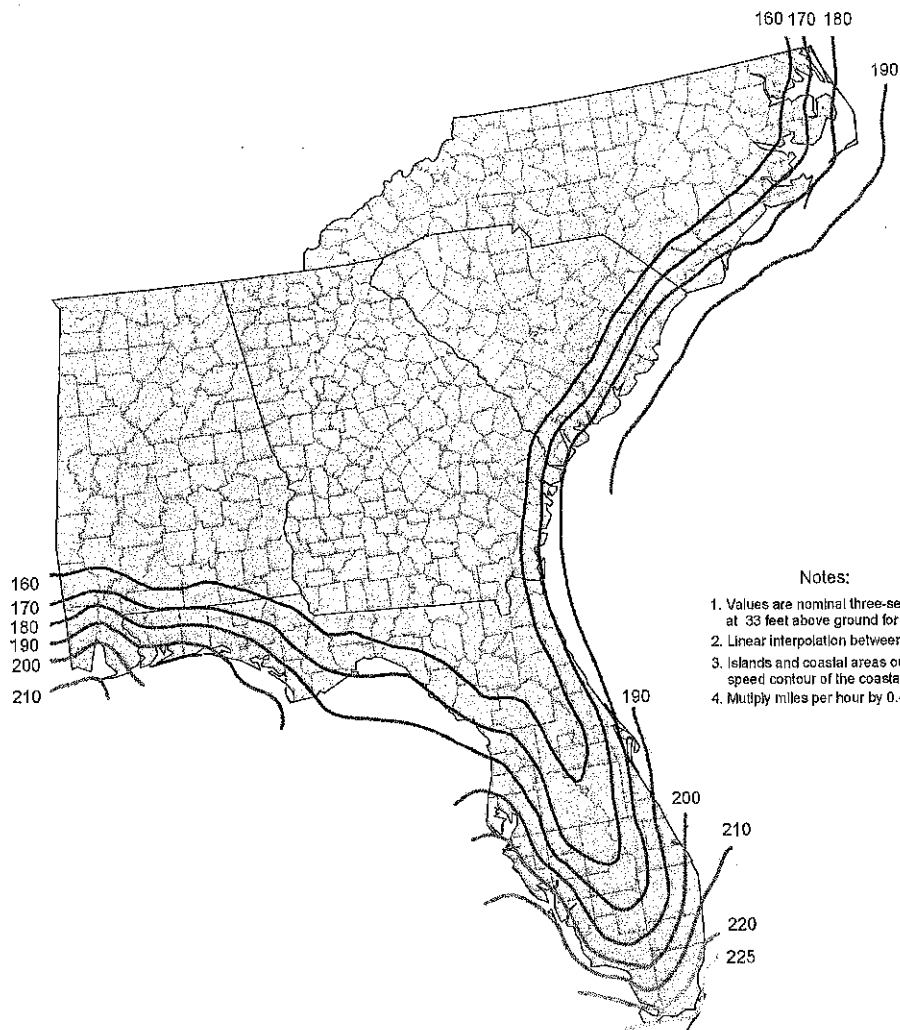 160 170 180
190
160
170
180
190
200
210
Notes:
1. Values are nominal three-se
at 33 feet above ground for
2. Linear interpolation between
3. Islands and coastal areas ou
speed contour of the coasta
4. Mutiply miles per hour by 0.4
190
200
210
220
225